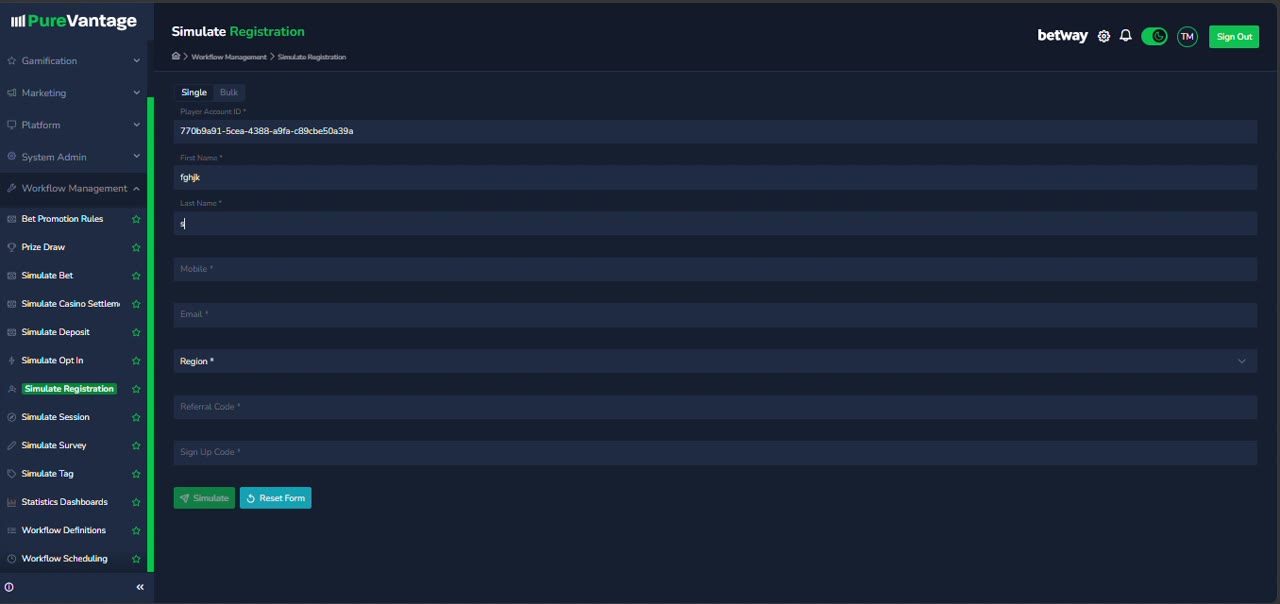 PureVantage
Gamification
Marketing
Platform
System Admin
Workflow Management
Bet Promotion Rules
Prize Draw
Simulate Bet
Simulate Casino Settlem
Simulate Deposit
Simulate Opt In
Simulate Registration
Simulate Session
Simulate Survey
Simulate Tag
Statistics Dashboards
Workflow Definitions
Workflow Scheduling
«
Simulate Registration
betway TM Sign Out
Workflow Management > Simulate Registration
Single Bulk
Player Account ID *
770b9a91-5cea-4388-a9fa-c89cbe50a39a
First Name *
fghjk
Last Name *
s
Mobile *
Email *
Region *
Referral Code *
Sign Up Code *
Simulate Reset Form